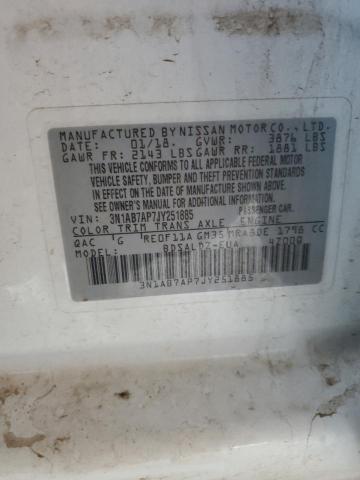 MANUFACTURED BY NISSAN MOTOR CO., LTD.
DATE: 01/18. GVWR: 3876 LBS
GAWR FR: 2143 LBS GAWR RR: 1881 LBS
THIS VEHICLE CONFORMS TO ALL APPLICABLE FEDERAL MOTOR
VEHICLE SAFETY, BUMPER, AND THEFT PREVENTION STANDARDS
IN EFFECT ON THE DATE OF MANUFACTURE SHOWN ABOVE.
SEE OWNER'S MANUAL FOR ADDITIONAL INFORMATION.
PASSENGER CAR
VIN: 3N1AB7AP7JY251885
COLOR TRIM TRANS AXLE ENGINE
QAC G RE0F11A GM35 MRA8DE 1798 CC
BDSALDZ-EUA 4Z000
3N1AB7AP7JY251885